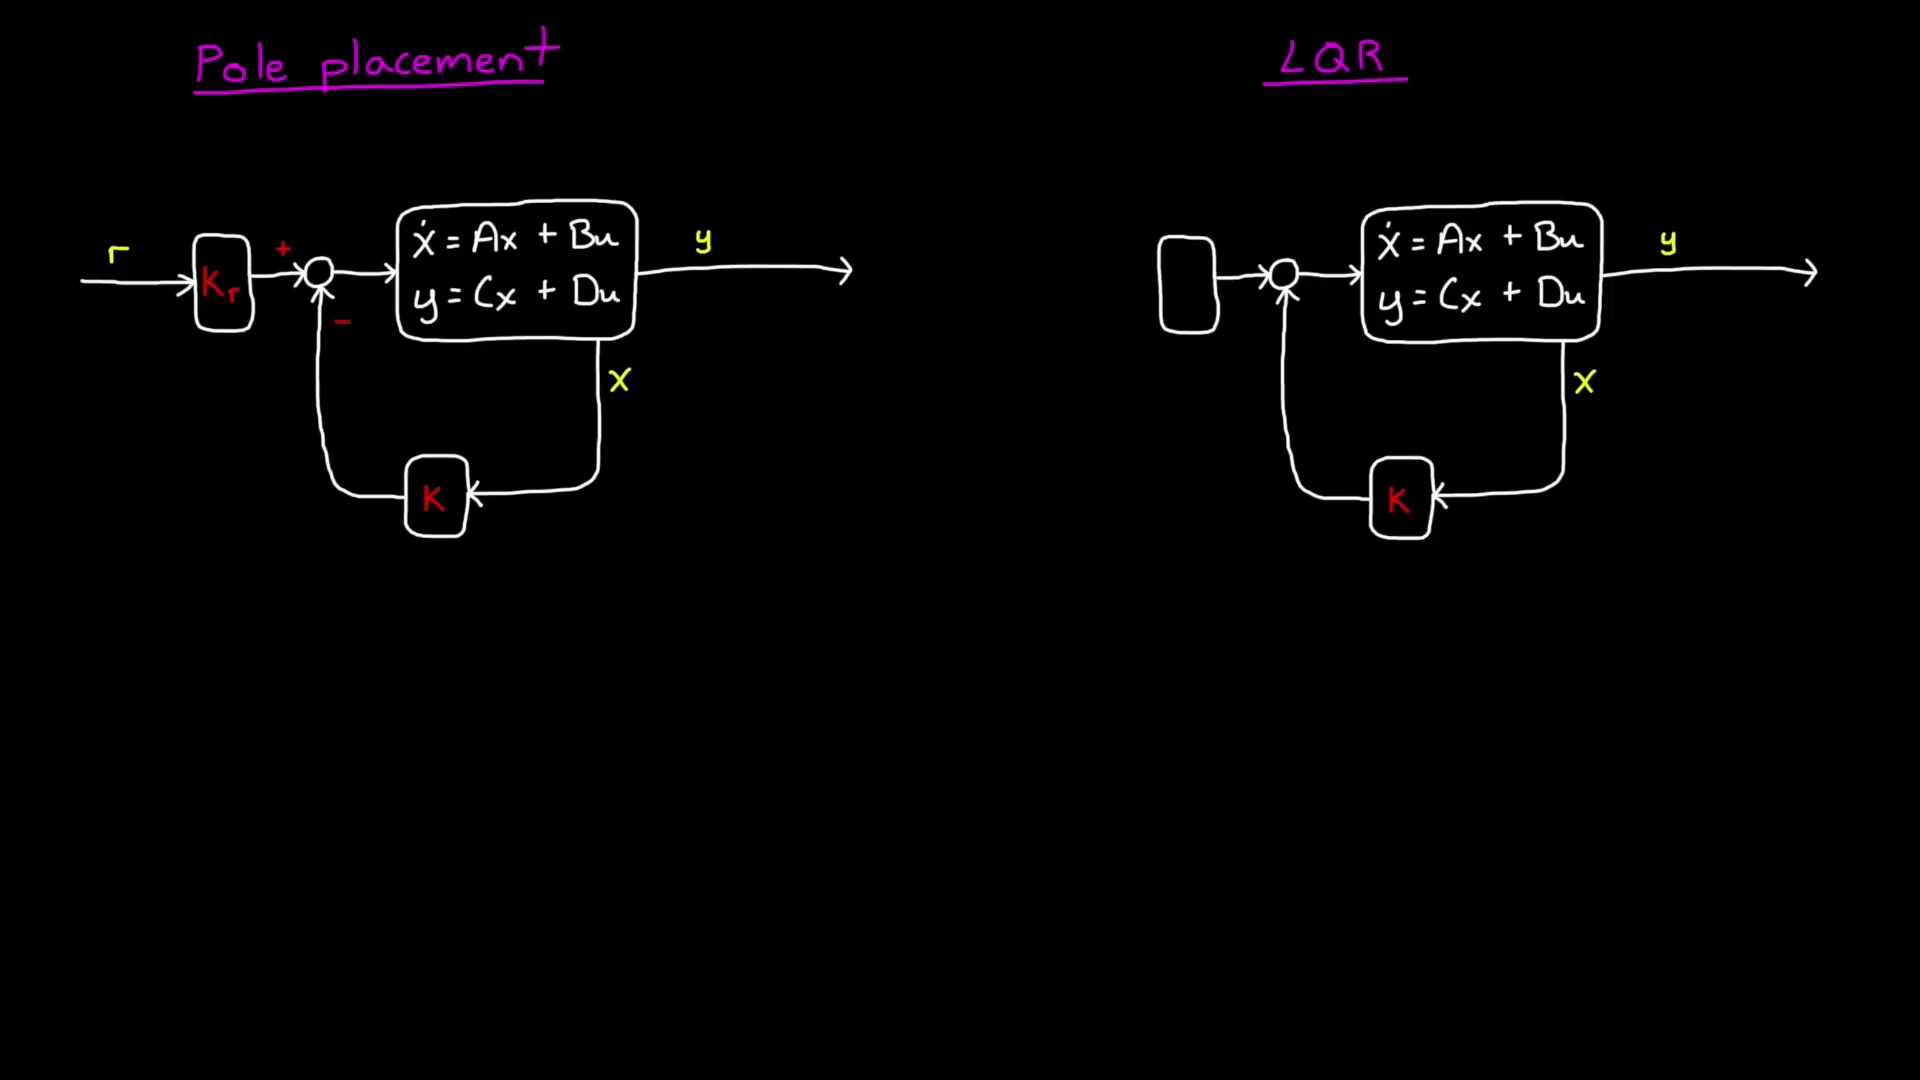 Pole placement
r
Kr
+
-
ẋ = Ax + Bu
y = Cx + Du
y
x
K
LQR
ẋ = Ax + Bu
y = Cx + Du
y
x
K